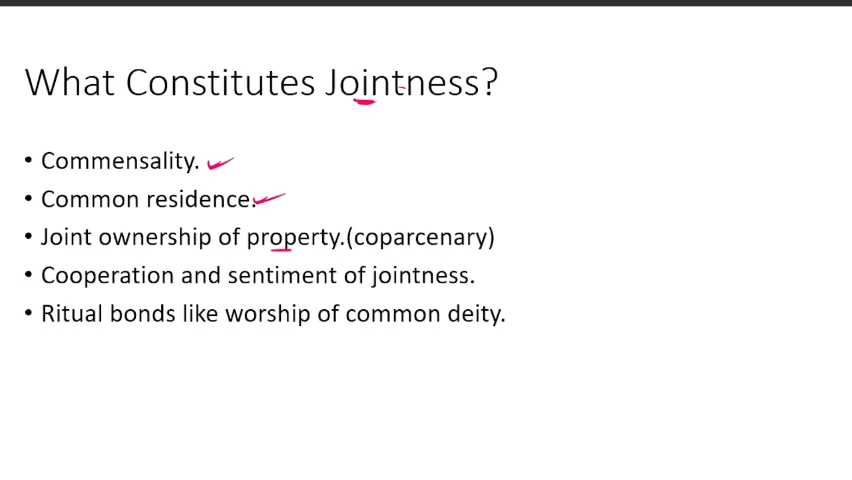 What Constitutes Jointness?
• Commensality.
• Common residence.
• Joint ownership of property.(coparcenary)
• Cooperation and sentiment of jointness.
• Ritual bonds like worship of common deity.